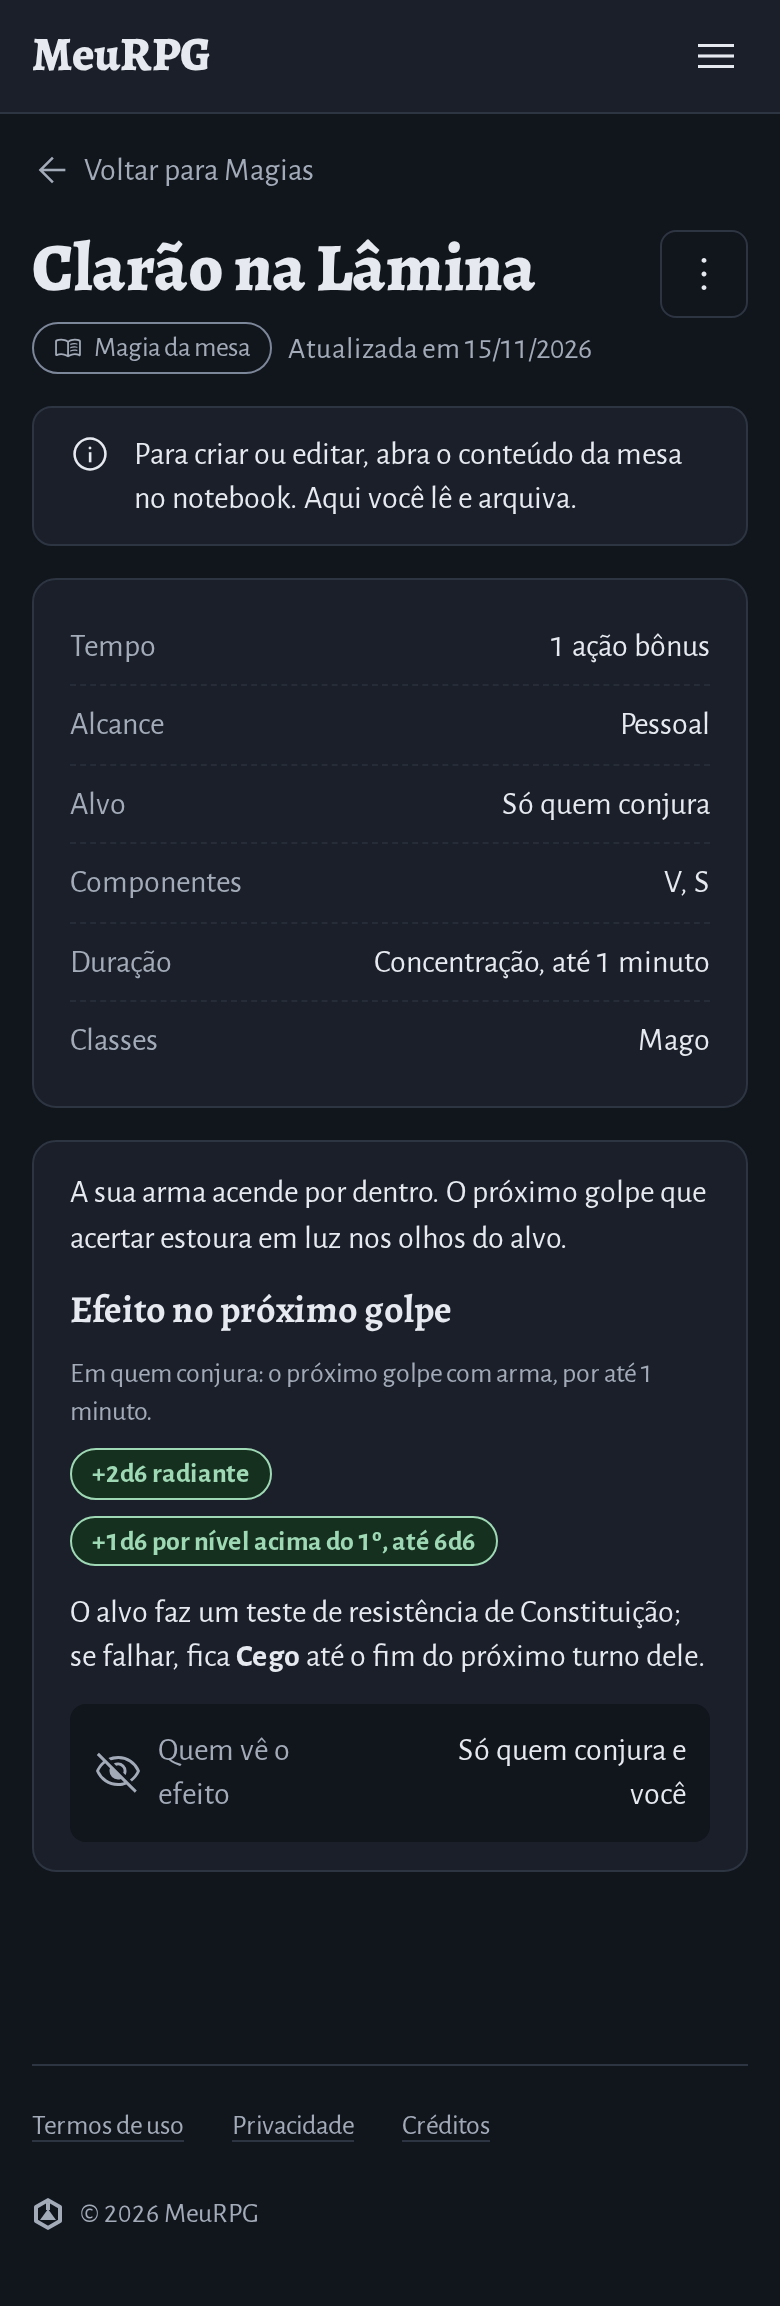 MeuRPG
Voltar para Magias
Clarão na Lâmina
Magia da mesa
Atualizada em 15/11/2026
Para criar ou editar, abra o conteúdo da mesa
no notebook. Aqui você lê e arquiva.
Tempo
1 ação bônus
Alcance
Pessoal
Alvo
Só quem conjura
Componentes
V, S
Duração
Concentração, até 1 minuto
Classes
Mago
A sua arma acende por dentro. O próximo golpe que
acertar estoura em luz nos olhos do alvo.
Efeito no próximo golpe
Em quem conjura: o próximo golpe com arma, por até 1
minuto.
+2d6 radiante
+1d6 por nível acima do 1º, até 6d6
O alvo faz um teste de resistência de Constituição;
se falhar, fica Cego até o fim do próximo turno dele.
Quem vê o
efeito
Só quem conjura e
você
Termos de uso
Privacidade
Créditos
© 2026 MeuRPG